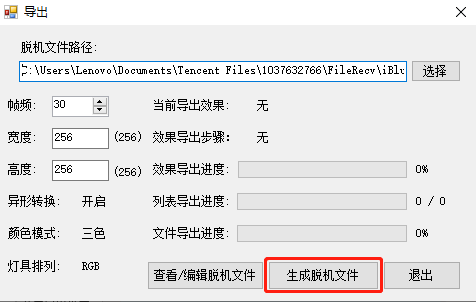 导出
脱机文件路径:
C:\Users\Lenovo\Documents\Tencent Files\1037632766\FileRecv\iBlu 选择
帧频: 30 当前导出效果: 无
宽度: 256 (256) 效果导出步骤: 无
高度: 256 (256) 效果导出进度: 0%
异形转换: 开启 列表导出进度: 0 / 0
颜色模式: 三色 文件导出进度: 0%
灯具排列: RGB 查看/编辑脱机文件 生成脱机文件 退出